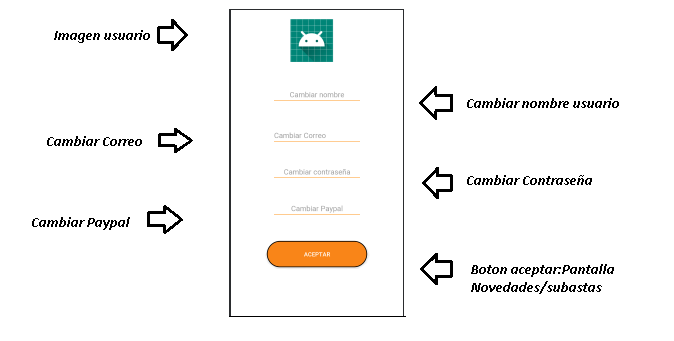 Imagen usuario
Cambiar nombre
Cambiar nombre usuario
Cambiar Correo
Cambiar Correo
Cambiar contraseña
Cambiar Contraseña
Cambiar Paypal
Cambiar Paypal
ACEPTAR
Boton aceptar:Pantalla
Novedades/subastas